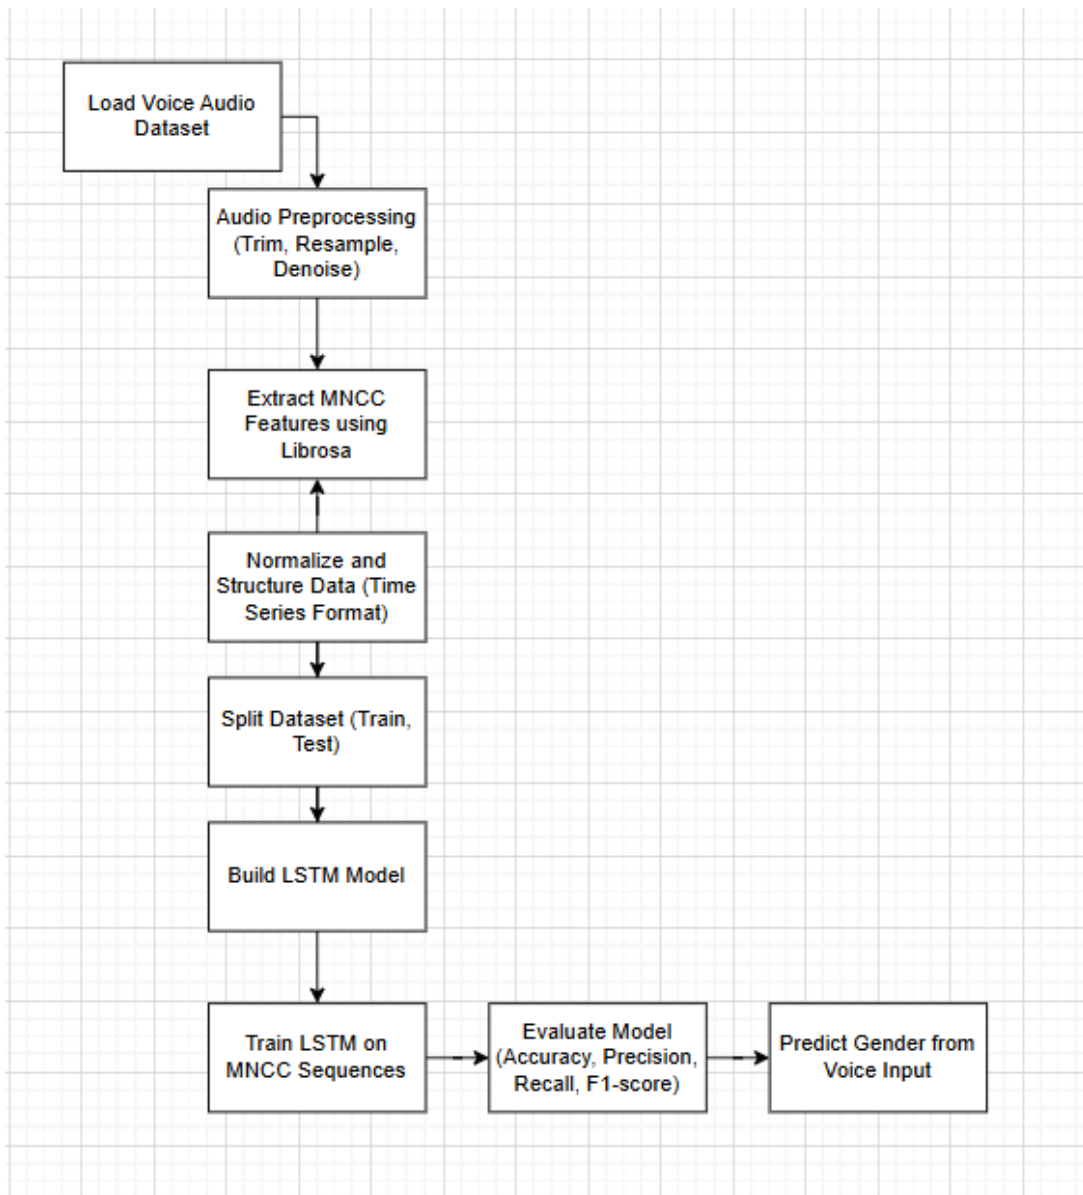 Load Voice Audio
Dataset
Audio Preprocessing
(Trim, Resample,
Denoise)
Extract MNCC
Features using
Librosa
Normalize and
Structure Data (Time
Series Format)
Split Dataset (Train,
Test)
Build LSTM Model
Train LSTM on
MNCC Sequences
Evaluate Model
(Accuracy, Precision,
Recall, F1-score)
Predict Gender from
Voice Input